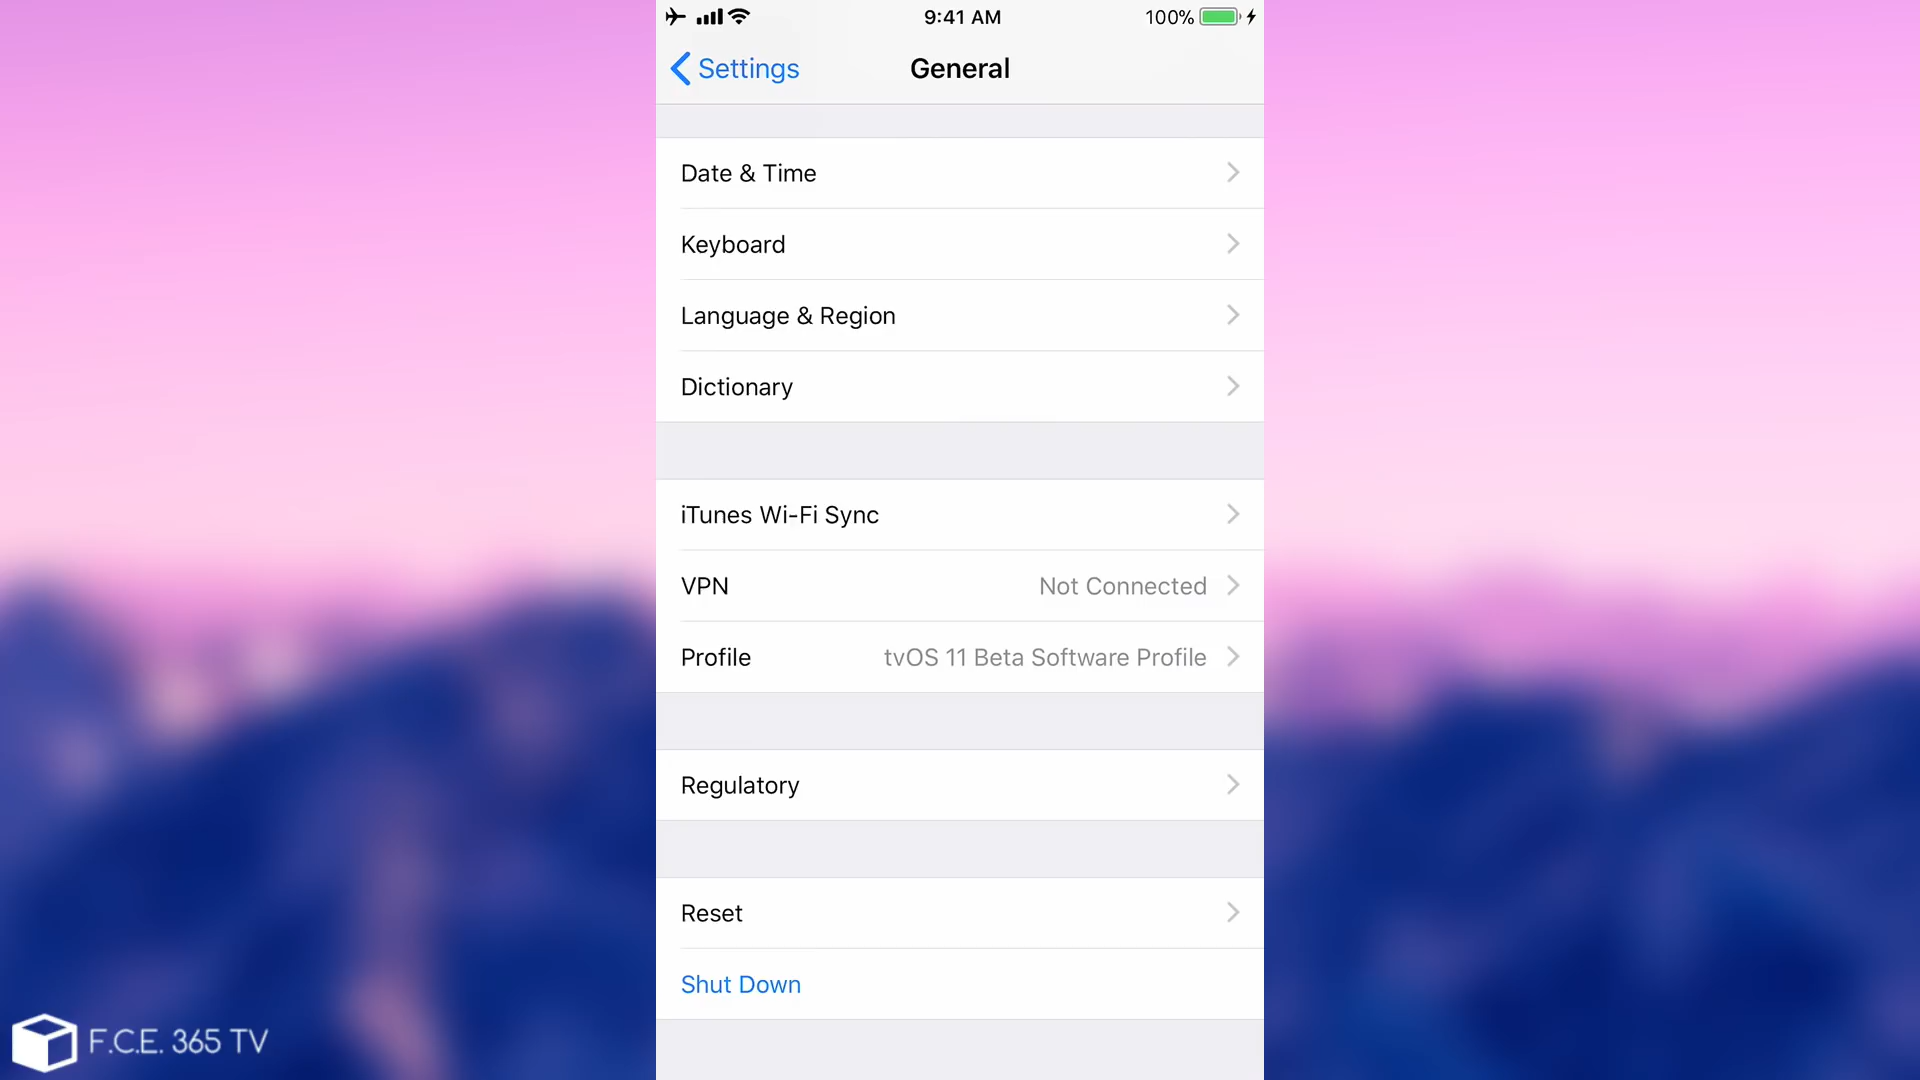 9:41 AM
100%
Settings
General
Date & Time
Keyboard
Language & Region
Dictionary
iTunes Wi-Fi Sync
VPN Not Connected
Profile tvOS 11 Beta Software Profile
Regulatory
Reset
Shut Down
F.C.E. 365 TV